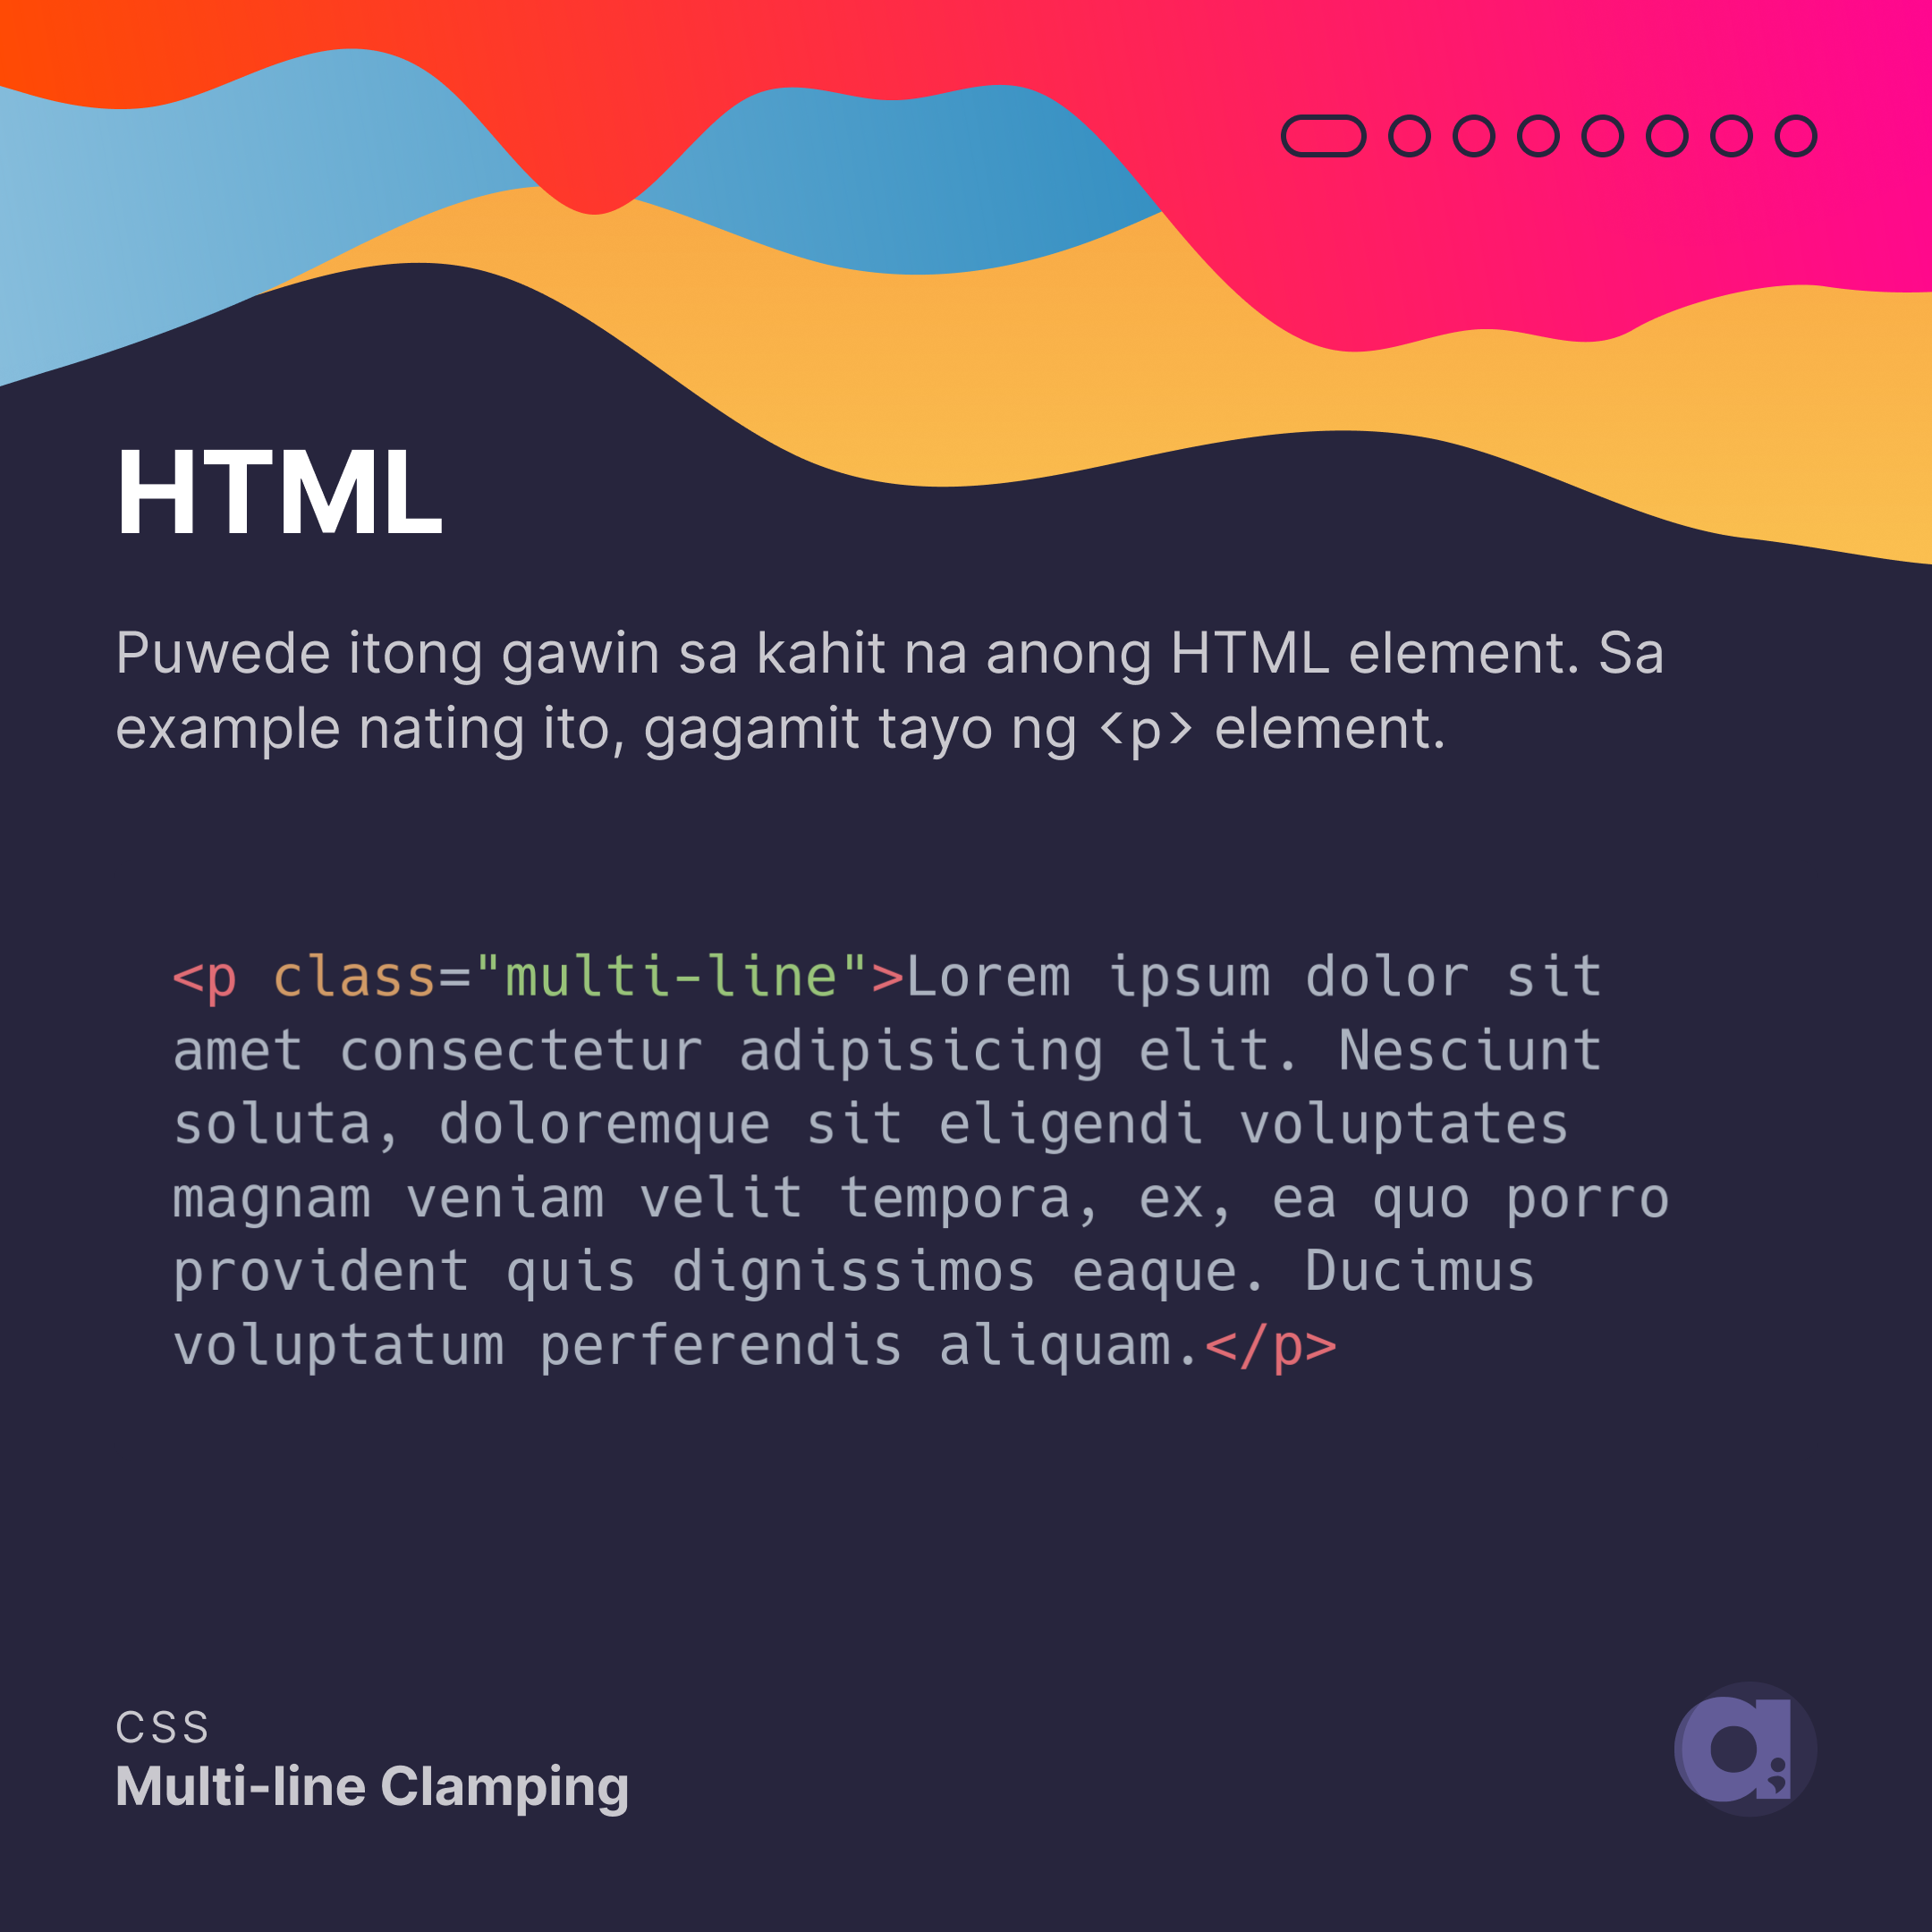 HTML
Puwede itong gawin sa kahit na anong HTML element. Sa
example nating ito, gagamit tayo ng <p> element.
<p class="multi-line">Lorem ipsum dolor sit
amet consectetur adipisicing elit. Nesciunt
soluta, doloremque sit eligendi voluptates
magnam veniam velit tempora, ex, ea quo porro
provident quis dignissimos eaque. Ducimus
voluptatum perferendis aliquam.</p>
CSS
Multi-line Clamping
a;